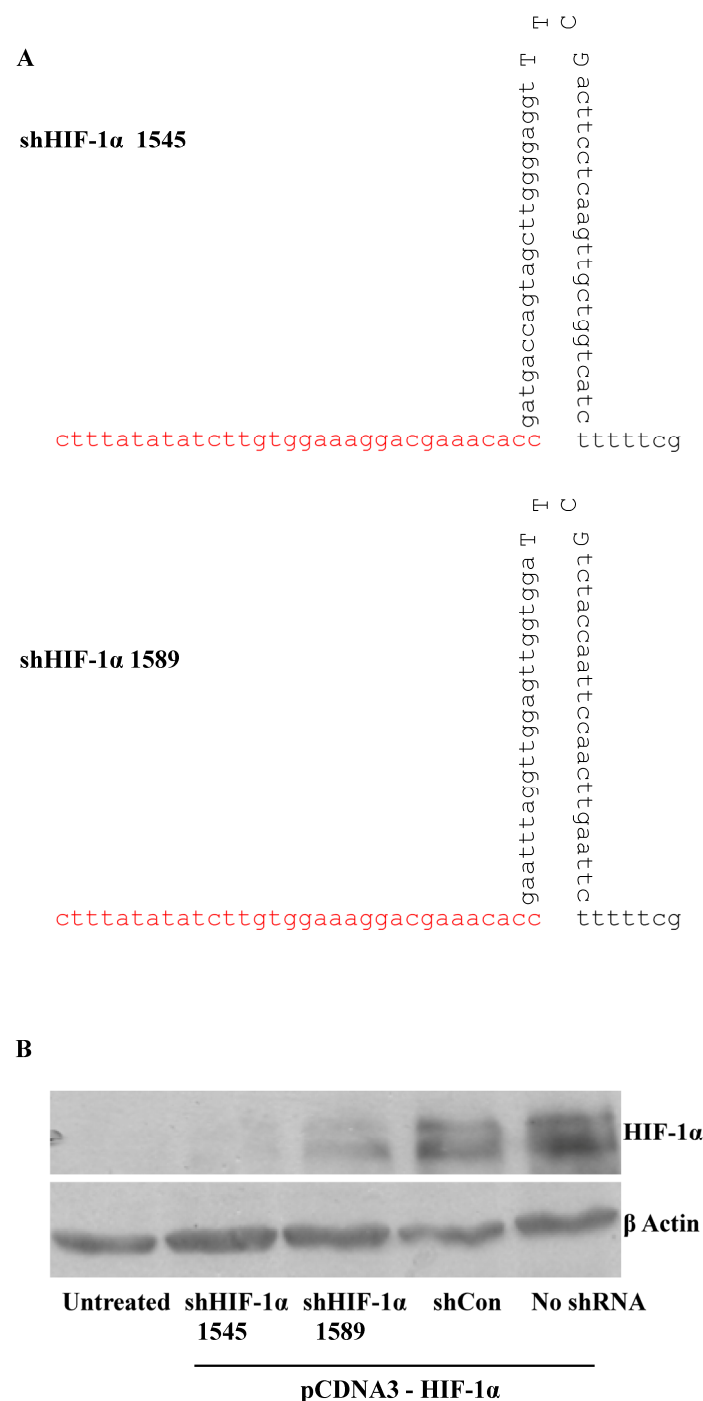 A
shHIF-1α 1545
ctttatatatcttgtggaaaggacgaaacacc
gatgaccagtagcttggggaggt
T T C G
acttcctcaagttgctggtcatc
tttttcg
shHIF-1α 1589
ctttatatatcttgtggaaaggacgaaacacc
gaatttaggttggagttggtgga
T T C G
tctaccaattccaacttgaattc
tttttcg
B
HIF-1α
β Actin
Untreated shHIF-1α 1545 shHIF-1α 1589 shCon No shRNA
pCDNA3 - HIF-1α